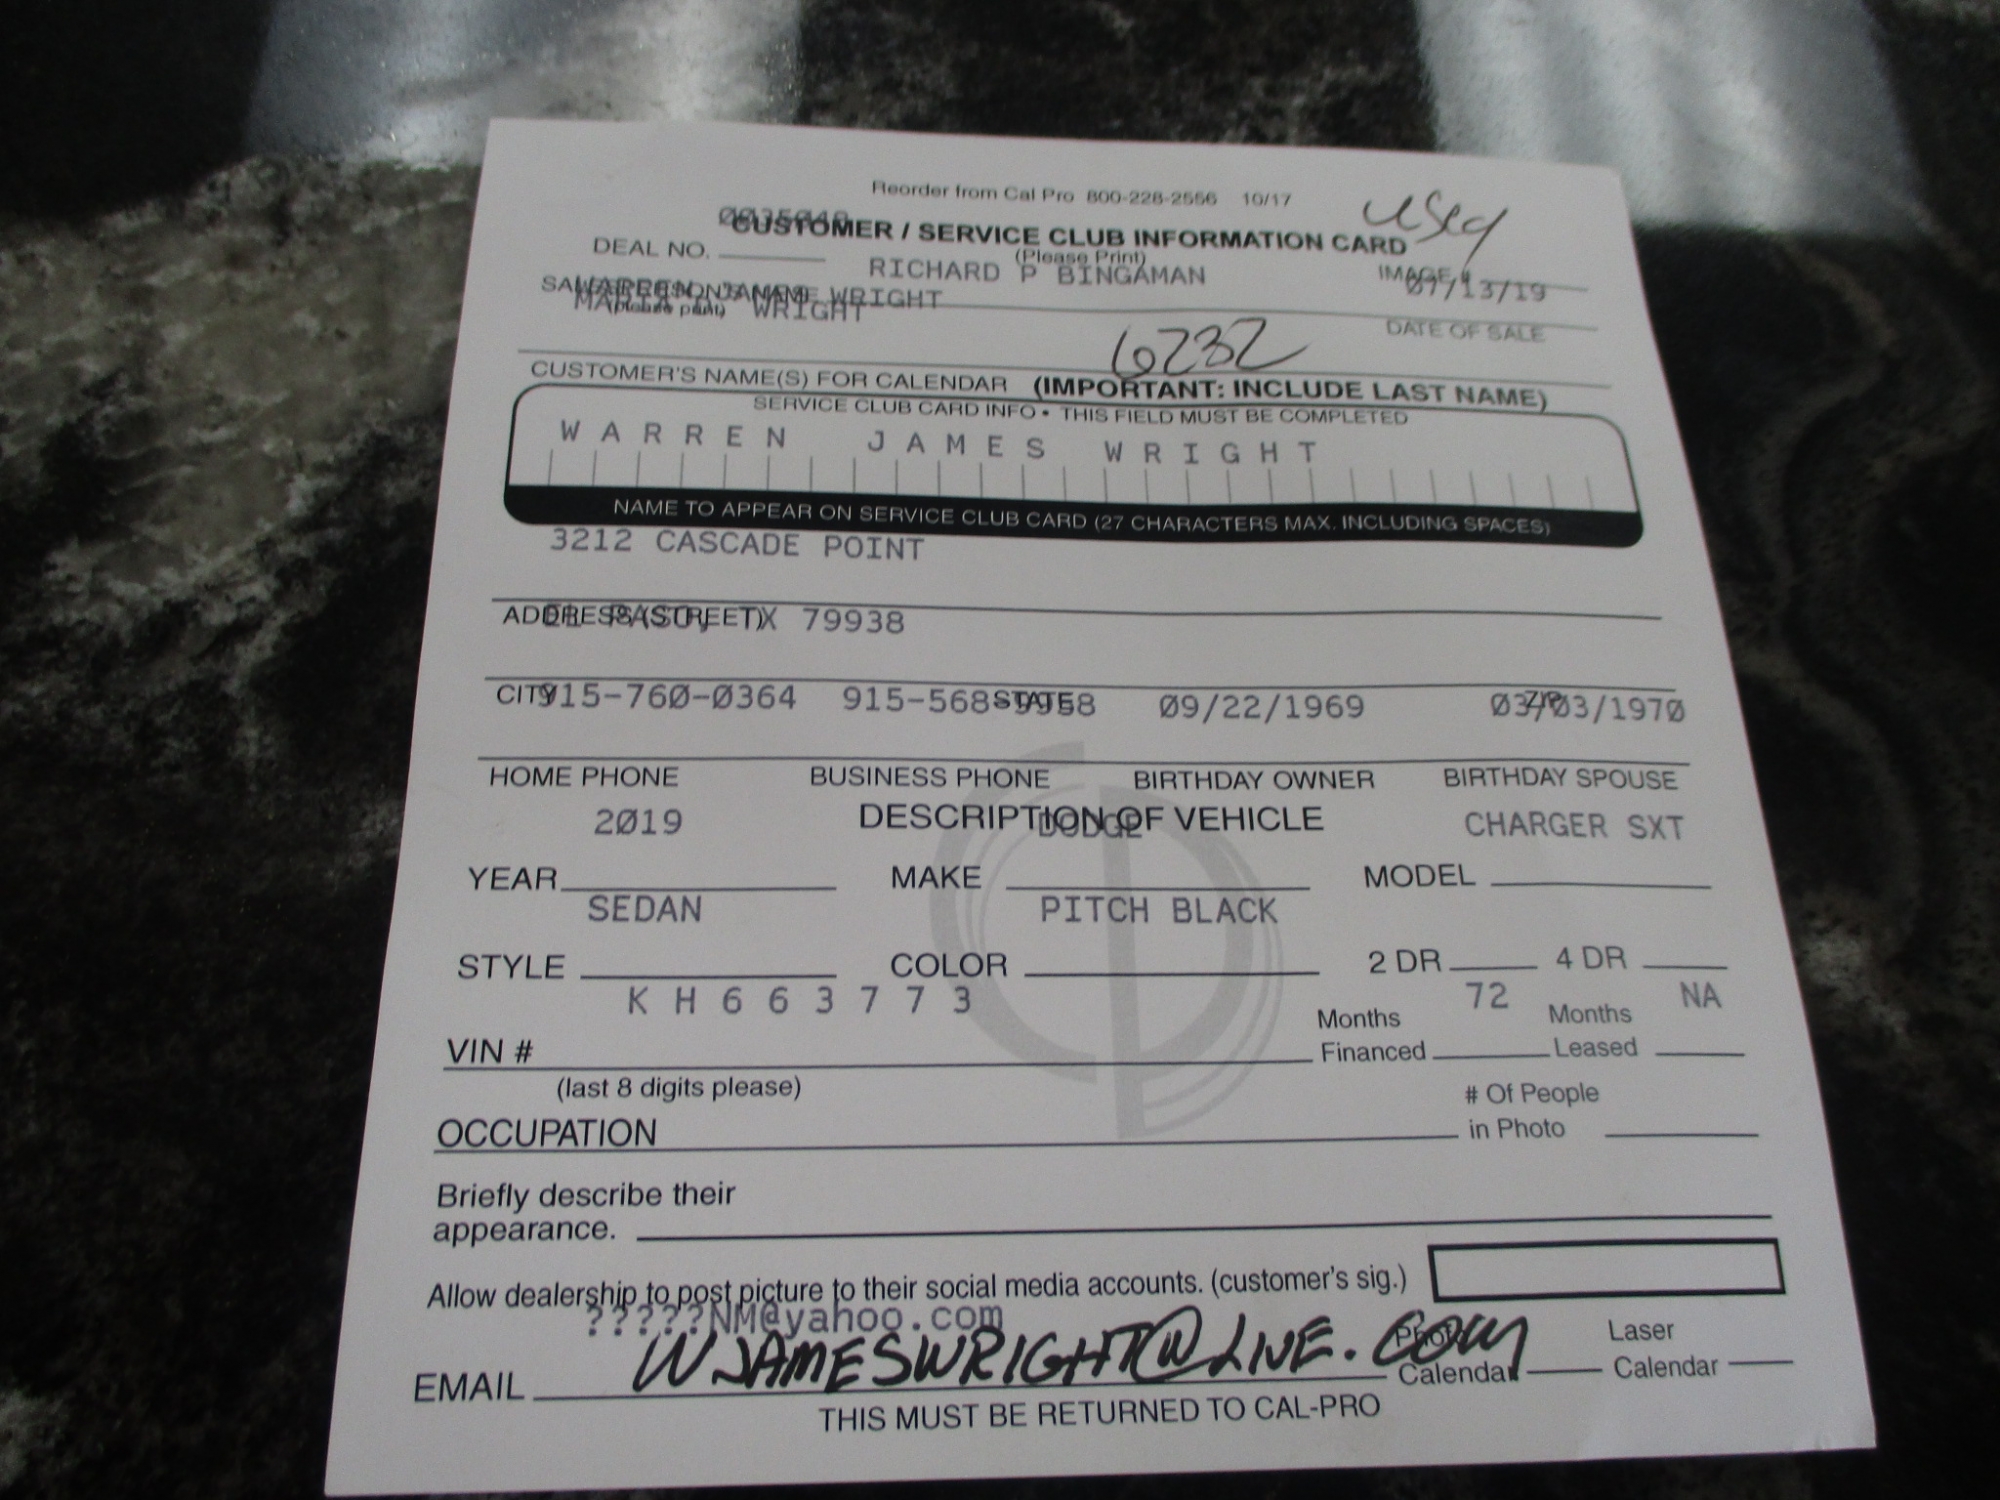 Reorder from Cal Pro 800-228-2556 10/17
CUSTOMER / SERVICE CLUB INFORMATION CARD
(Please Print)
DEAL NO.
RICHARD P BINGAMAN
IMAGE #
07/13/19
WRIGHT
(please print) WRIGHT
DATE OF SALE
6232
CUSTOMER'S NAME(S) FOR CALENDAR (IMPORTANT: INCLUDE LAST NAME)
SERVICE CLUB CARD INFO • THIS FIELD MUST BE COMPLETED
WARREN JAMES WRIGHT
NAME TO APPEAR ON SERVICE CLUB CARD (27 CHARACTERS MAX. INCLUDING SPACES)
3212 CASCADE POINT
ADDRESS (STREET)
EL PASO, TX 79938
CITY STATE ZIP
915-760-0364 915-568-9958 09/22/1969 03/03/1970
HOME PHONE BUSINESS PHONE BIRTHDAY OWNER BIRTHDAY SPOUSE
DESCRIPTION OF VEHICLE
2019 DODGE CHARGER SXT
YEAR MAKE MODEL
SEDAN PITCH BLACK
STYLE COLOR 2 DR 4 DR
K H 6 6 3 7 7 3 72 NA
VIN # Months Financed Months Leased
(last 8 digits please)
# Of People
OCCUPATION in Photo
Briefly describe their
appearance.
Allow dealership to post picture to their social media accounts. (customer's sig.)
?????NM@yahoo.com
WJAMESWRIGHT@LIVE.COM
EMAIL Photo Calendar Laser Calendar
THIS MUST BE RETURNED TO CAL-PRO